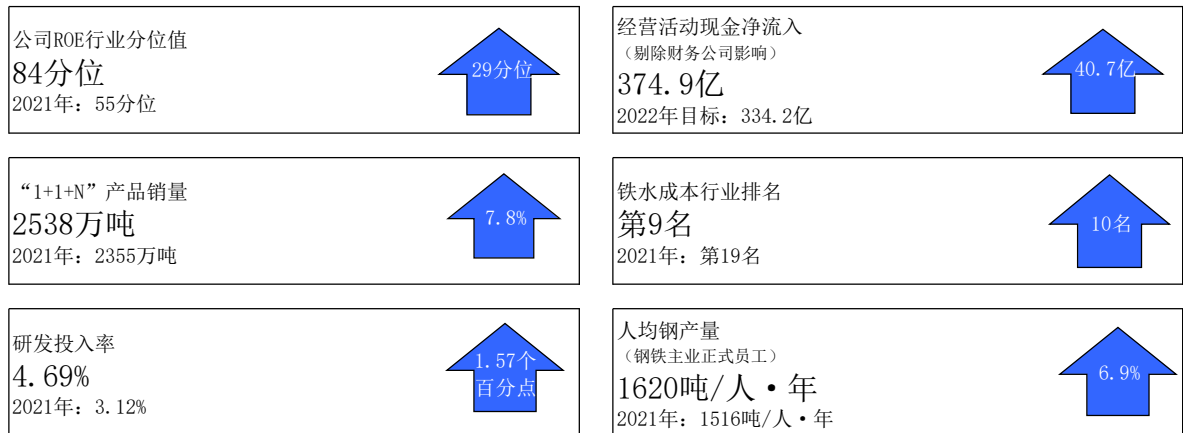 公司ROE行业分位值
84分位
2021年：55分位
29分位
经营活动现金净流入
（剔除财务公司影响）
374.9亿
2022年目标：334.2亿
40.7亿
“1+1+N”产品销量
2538万吨
2021年：2355万吨
7.8%
铁水成本行业排名
第9名
2021年：第19名
10名
研发投入率
4.69%
2021年：3.12%
1.57个
百分点
人均钢产量
（钢铁主业正式员工）
1620吨/人·年
2021年：1516吨/人·年
6.9%